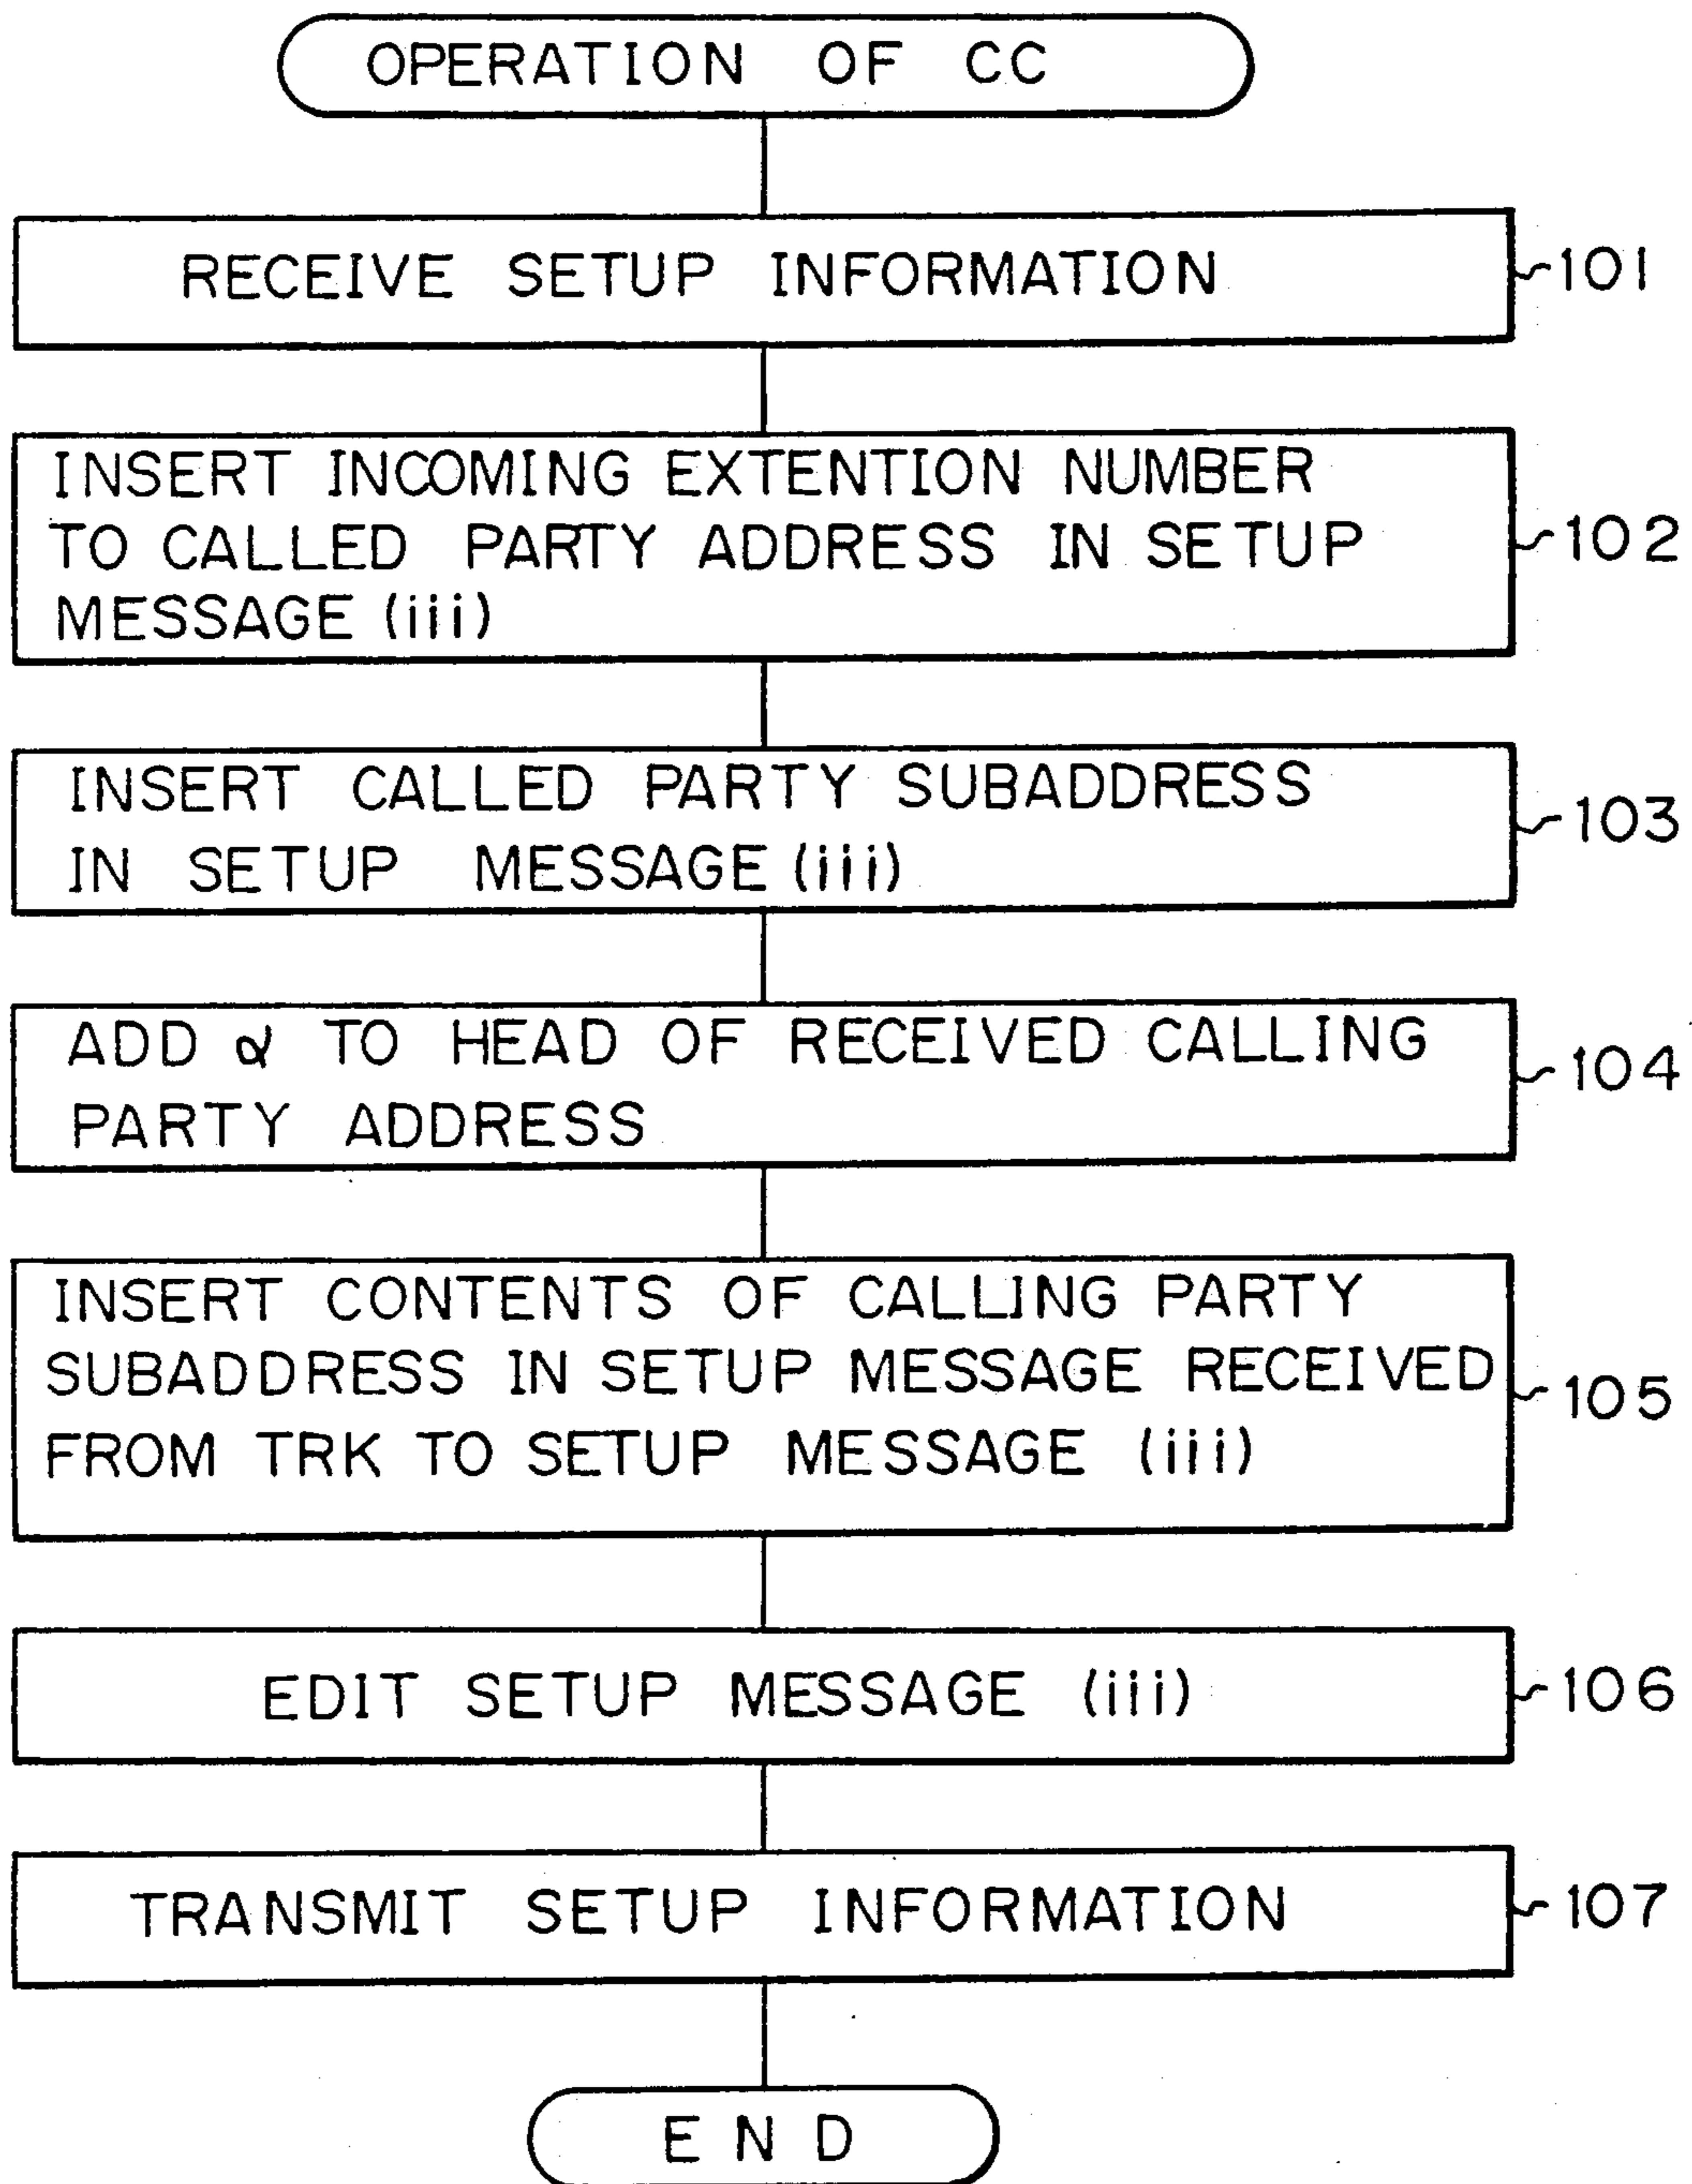 OPERATION OF CC
RECEIVE SETUP INFORMATION
101
INSERT INCOMING EXTENTION NUMBER
TO CALLED PARTY ADDRESS IN SETUP
MESSAGE (iii)
102
INSERT CALLED PARTY SUBADDRESS
IN SETUP MESSAGE (iii)
103
ADD α TO HEAD OF RECEIVED CALLING
PARTY ADDRESS
104
INSERT CONTENTS OF CALLING PARTY
SUBADDRESS IN SETUP MESSAGE RECEIVED
FROM TRK TO SETUP MESSAGE (iii)
105
EDIT SETUP MESSAGE (iii)
106
TRANSMIT SETUP INFORMATION
107
END